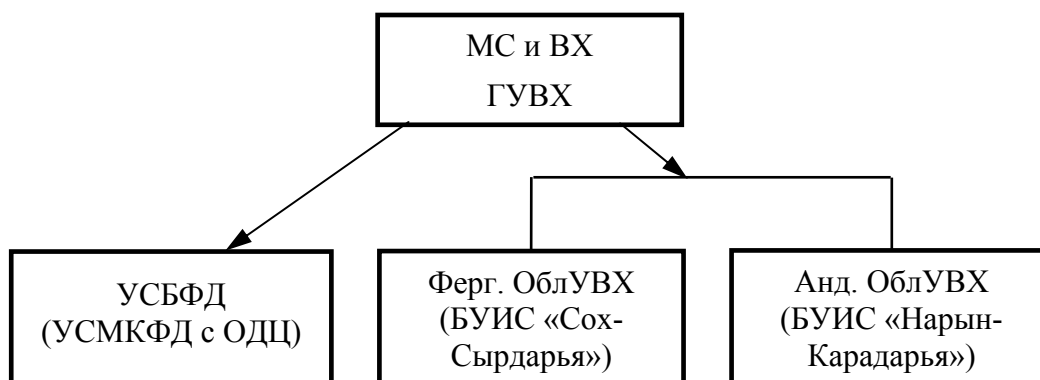 МС и ВХ
ГУВХ
УСБФД
(УСМКФД с ОДЦ)
Ферг. ОблУВХ
(БУИС «Сох-
Сырдарья»)
Анд. ОблУВХ
(БУИС «Нарын-
Карадарья»)